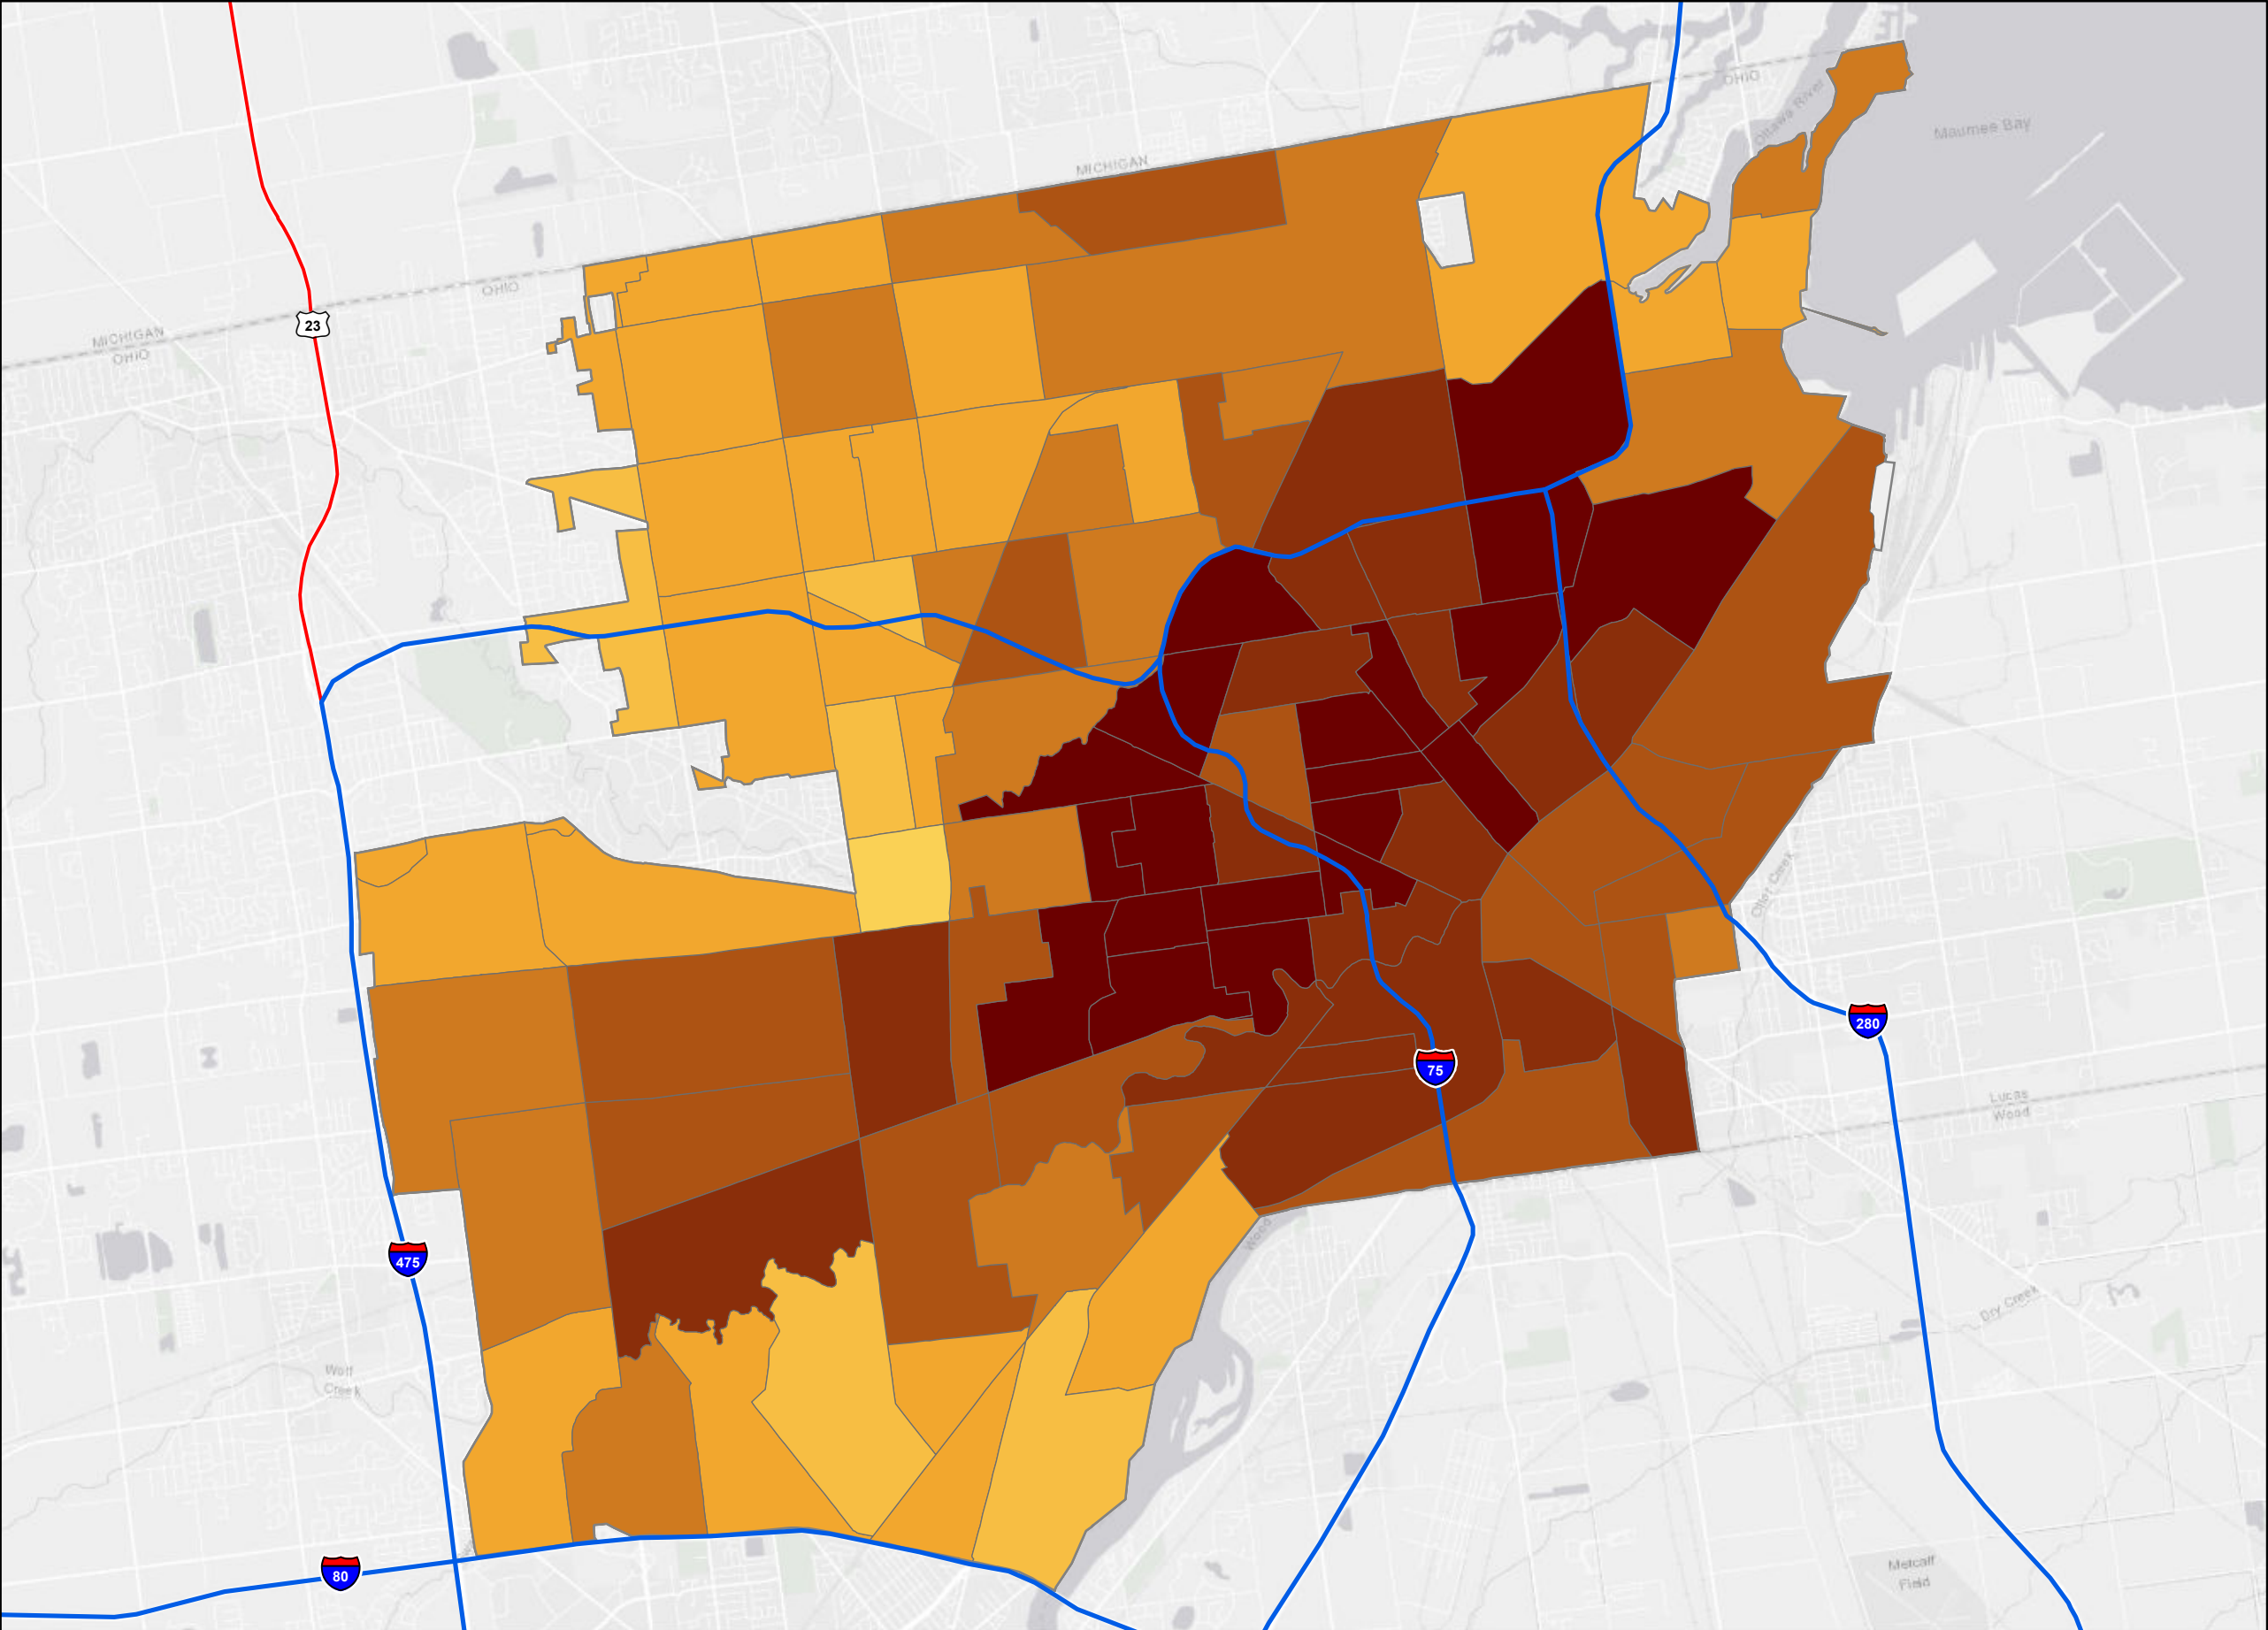 OHIO
Ottawa River
Maumee Bay
MICHIGAN
OHIO
23
MICHIGAN
OHIO
Otter Creek
280
75
Lucas
Wood
Wood
475
Dry Creek
Wolf
Creek
80
Metcalf
Field